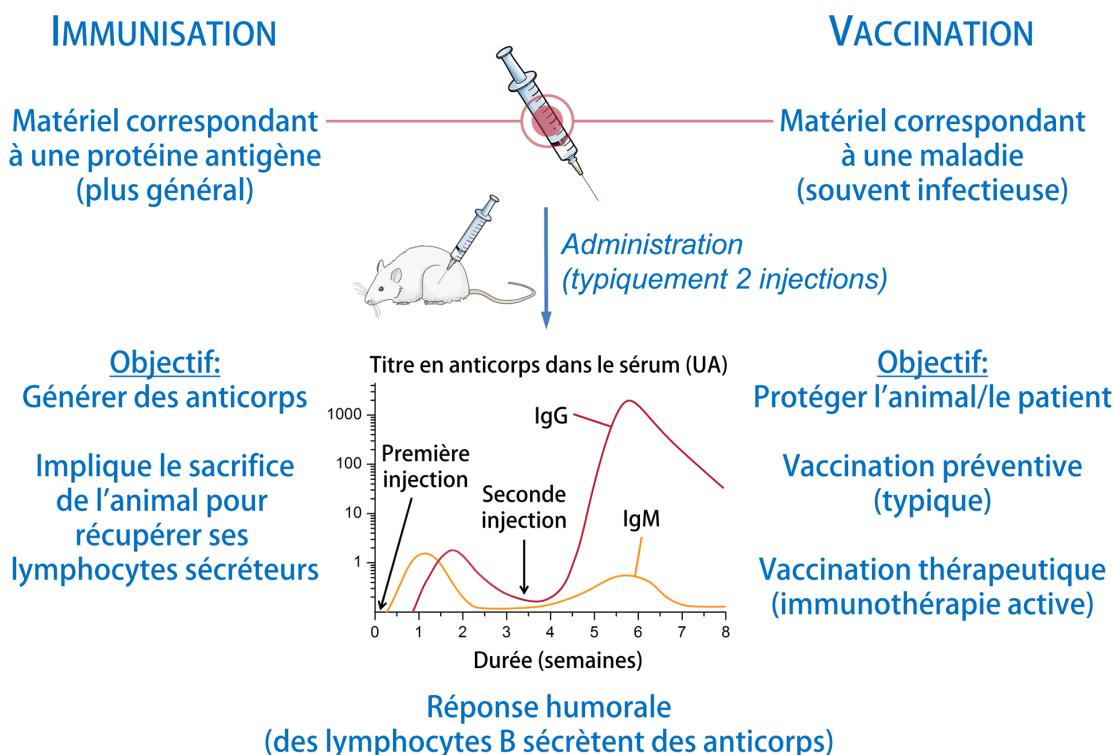 IMMUNISATION
VACCINATION
Matériel correspondant
à une protéine antigène
(plus général)
Matériel correspondant
à une maladie
(souvent infectieuse)
Administration
(typiquement 2 injections)
Objectif:
Générer des anticorps
Implique le sacrifice
de l'animal pour
récupérer ses
lymphocytes sécréteurs
Titre en anticorps dans le sérum (UA)
1000
100
10
1
Première
injection
Seconde
injection
IgG
IgM
0 1 2 3 4 5 6 7 8
Durée (semaines)
Objectif:
Protéger l'animal/le patient
Vaccination préventive
(typique)
Vaccination thérapeutique
(immunothérapie active)
Réponse humorale
(des lymphocytes B sécrètent des anticorps)